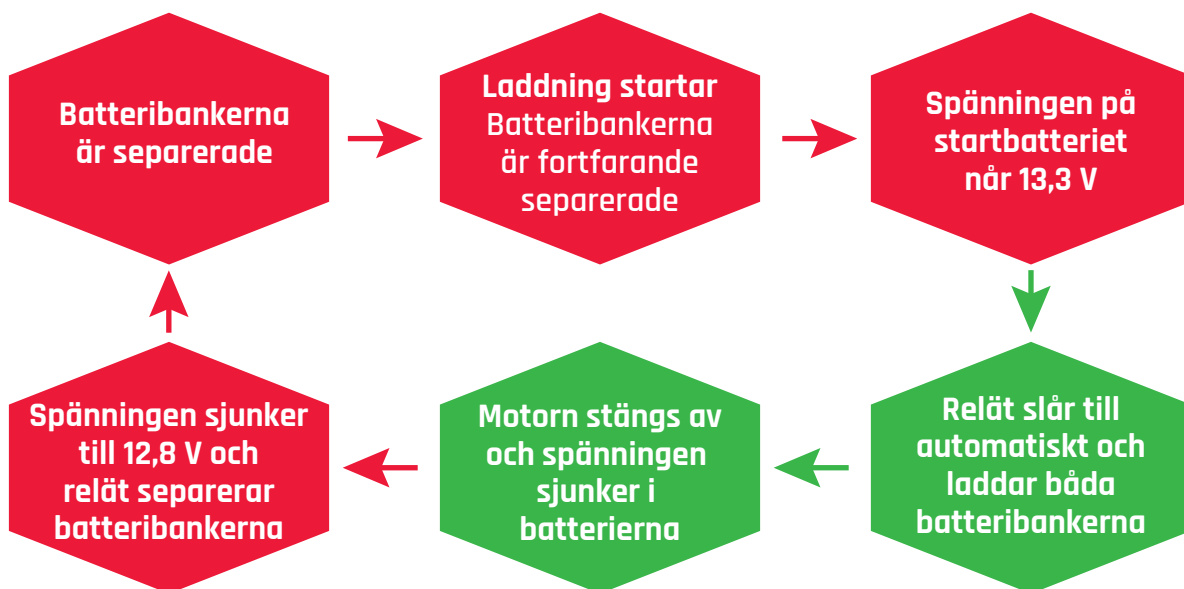 Batteribankerna
är separerade
Laddning startar
Batteribankerna
är fortfarande
separerade
Spänningen på
startbatteriet
når 13,3 V
Relät slår till
automatiskt och
laddar båda
batteribankerna
Motorn stängs av
och spänningen
sjunker i
batterierna
Spänningen sjunker
till 12,8 V och
relät separerar
batteribankerna